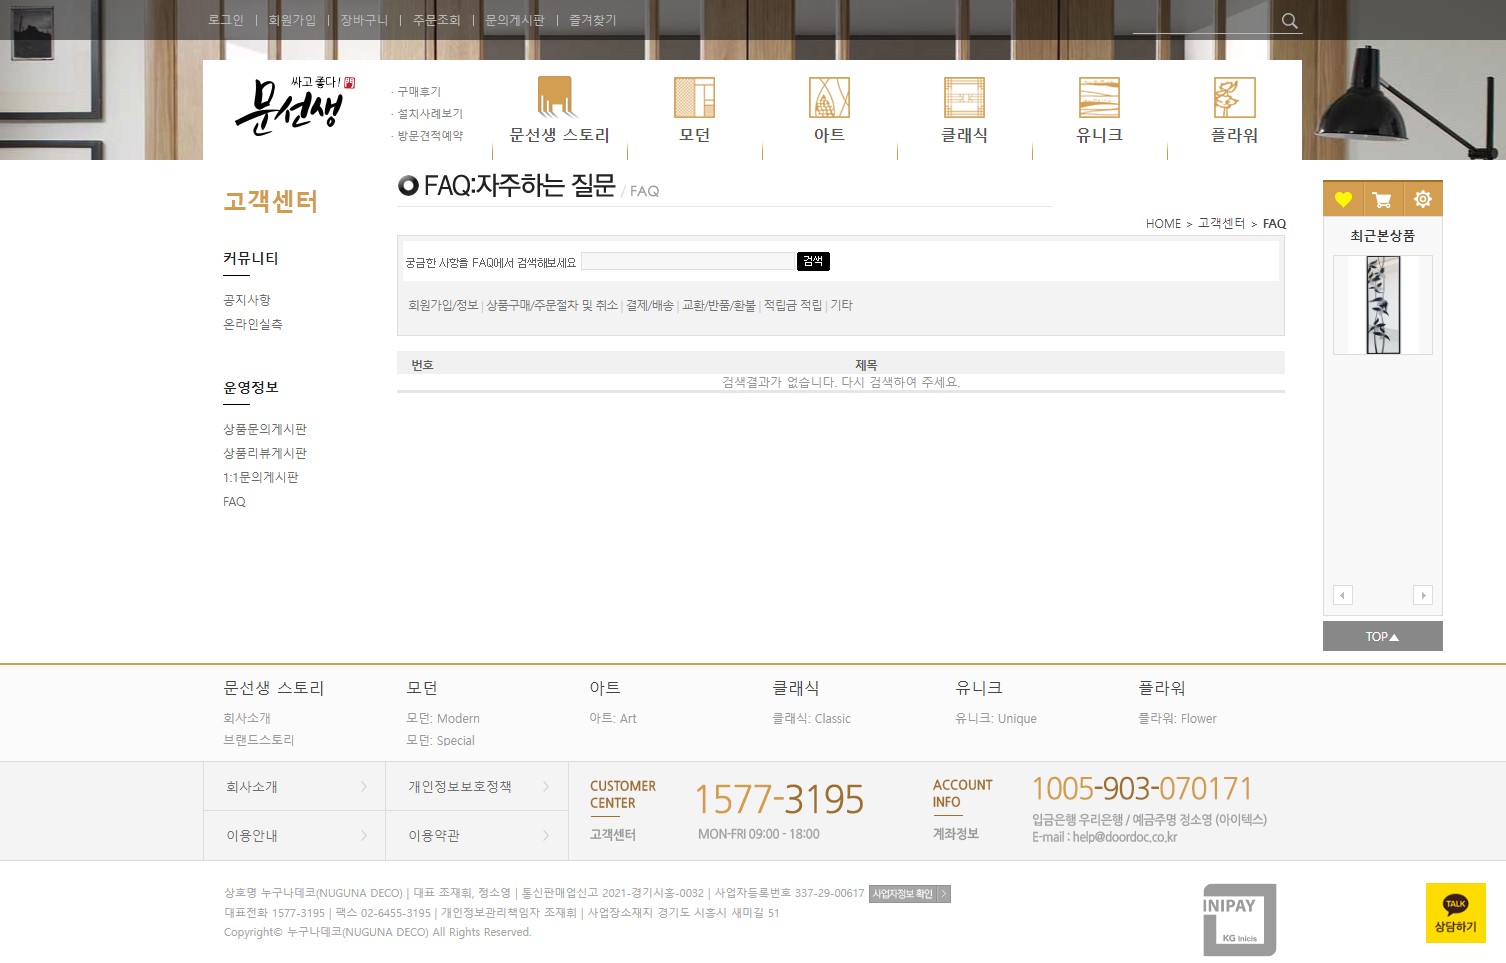 로그인 | 회원가입 | 장바구니 | 주문조회 | 문의게시판 | 즐겨찾기
싸고 좋다!
문선생
· 구매후기
· 설치사례보기
· 방문견적예약
문선생 스토리
모던
아트
클래식
유니크
플라워
고객센터
커뮤니티
공지사항
온라인실측
운영정보
상품문의게시판
상품리뷰게시판
1:1문의게시판
FAQ
FAQ:자주하는 질문 / FAQ
HOME > 고객센터 > FAQ
궁금한 사항을 FAQ에서 검색해보세요 검색
회원가입/정보 | 상품구매/주문절차 및 취소 | 결제/배송 | 교환/반품/환불 | 적립금 적립 | 기타
번호 제목
검색결과가 없습니다. 다시 검색하여 주세요.
최근본상품
TOP▲
문선생 스토리
회사소개
브랜드스토리
모던
모던: Modern
모던: Special
아트
아트: Art
클래식
클래식: Classic
유니크
유니크: Unique
플라워
플라워: Flower
회사소개
개인정보보호정책
이용안내
이용약관
CUSTOMER
CENTER
고객센터
1577-3195
MON-FRI 09:00 - 18:00
ACCOUNT
INFO
계좌정보
1005-903-070171
입금은행 우리은행 / 예금주명 정소영 (아이텍스)
E-mail : help@doordoc.co.kr
상호명 누구나데코(NUGUNA DECO) | 대표 조재휘, 정소영 | 통신판매업신고 2021-경기시흥-0032 | 사업자등록번호 337-29-00617 사업자정보 확인 >
대표전화 1577-3195 | 팩스 02-6455-3195 | 개인정보관리책임자 조재휘 | 사업장소재지 경기도 시흥시 새미길 51
Copyright© 누구나데코(NUGUNA DECO) All Rights Reserved.
INIPAY
KG Inicis
TALK
상담하기